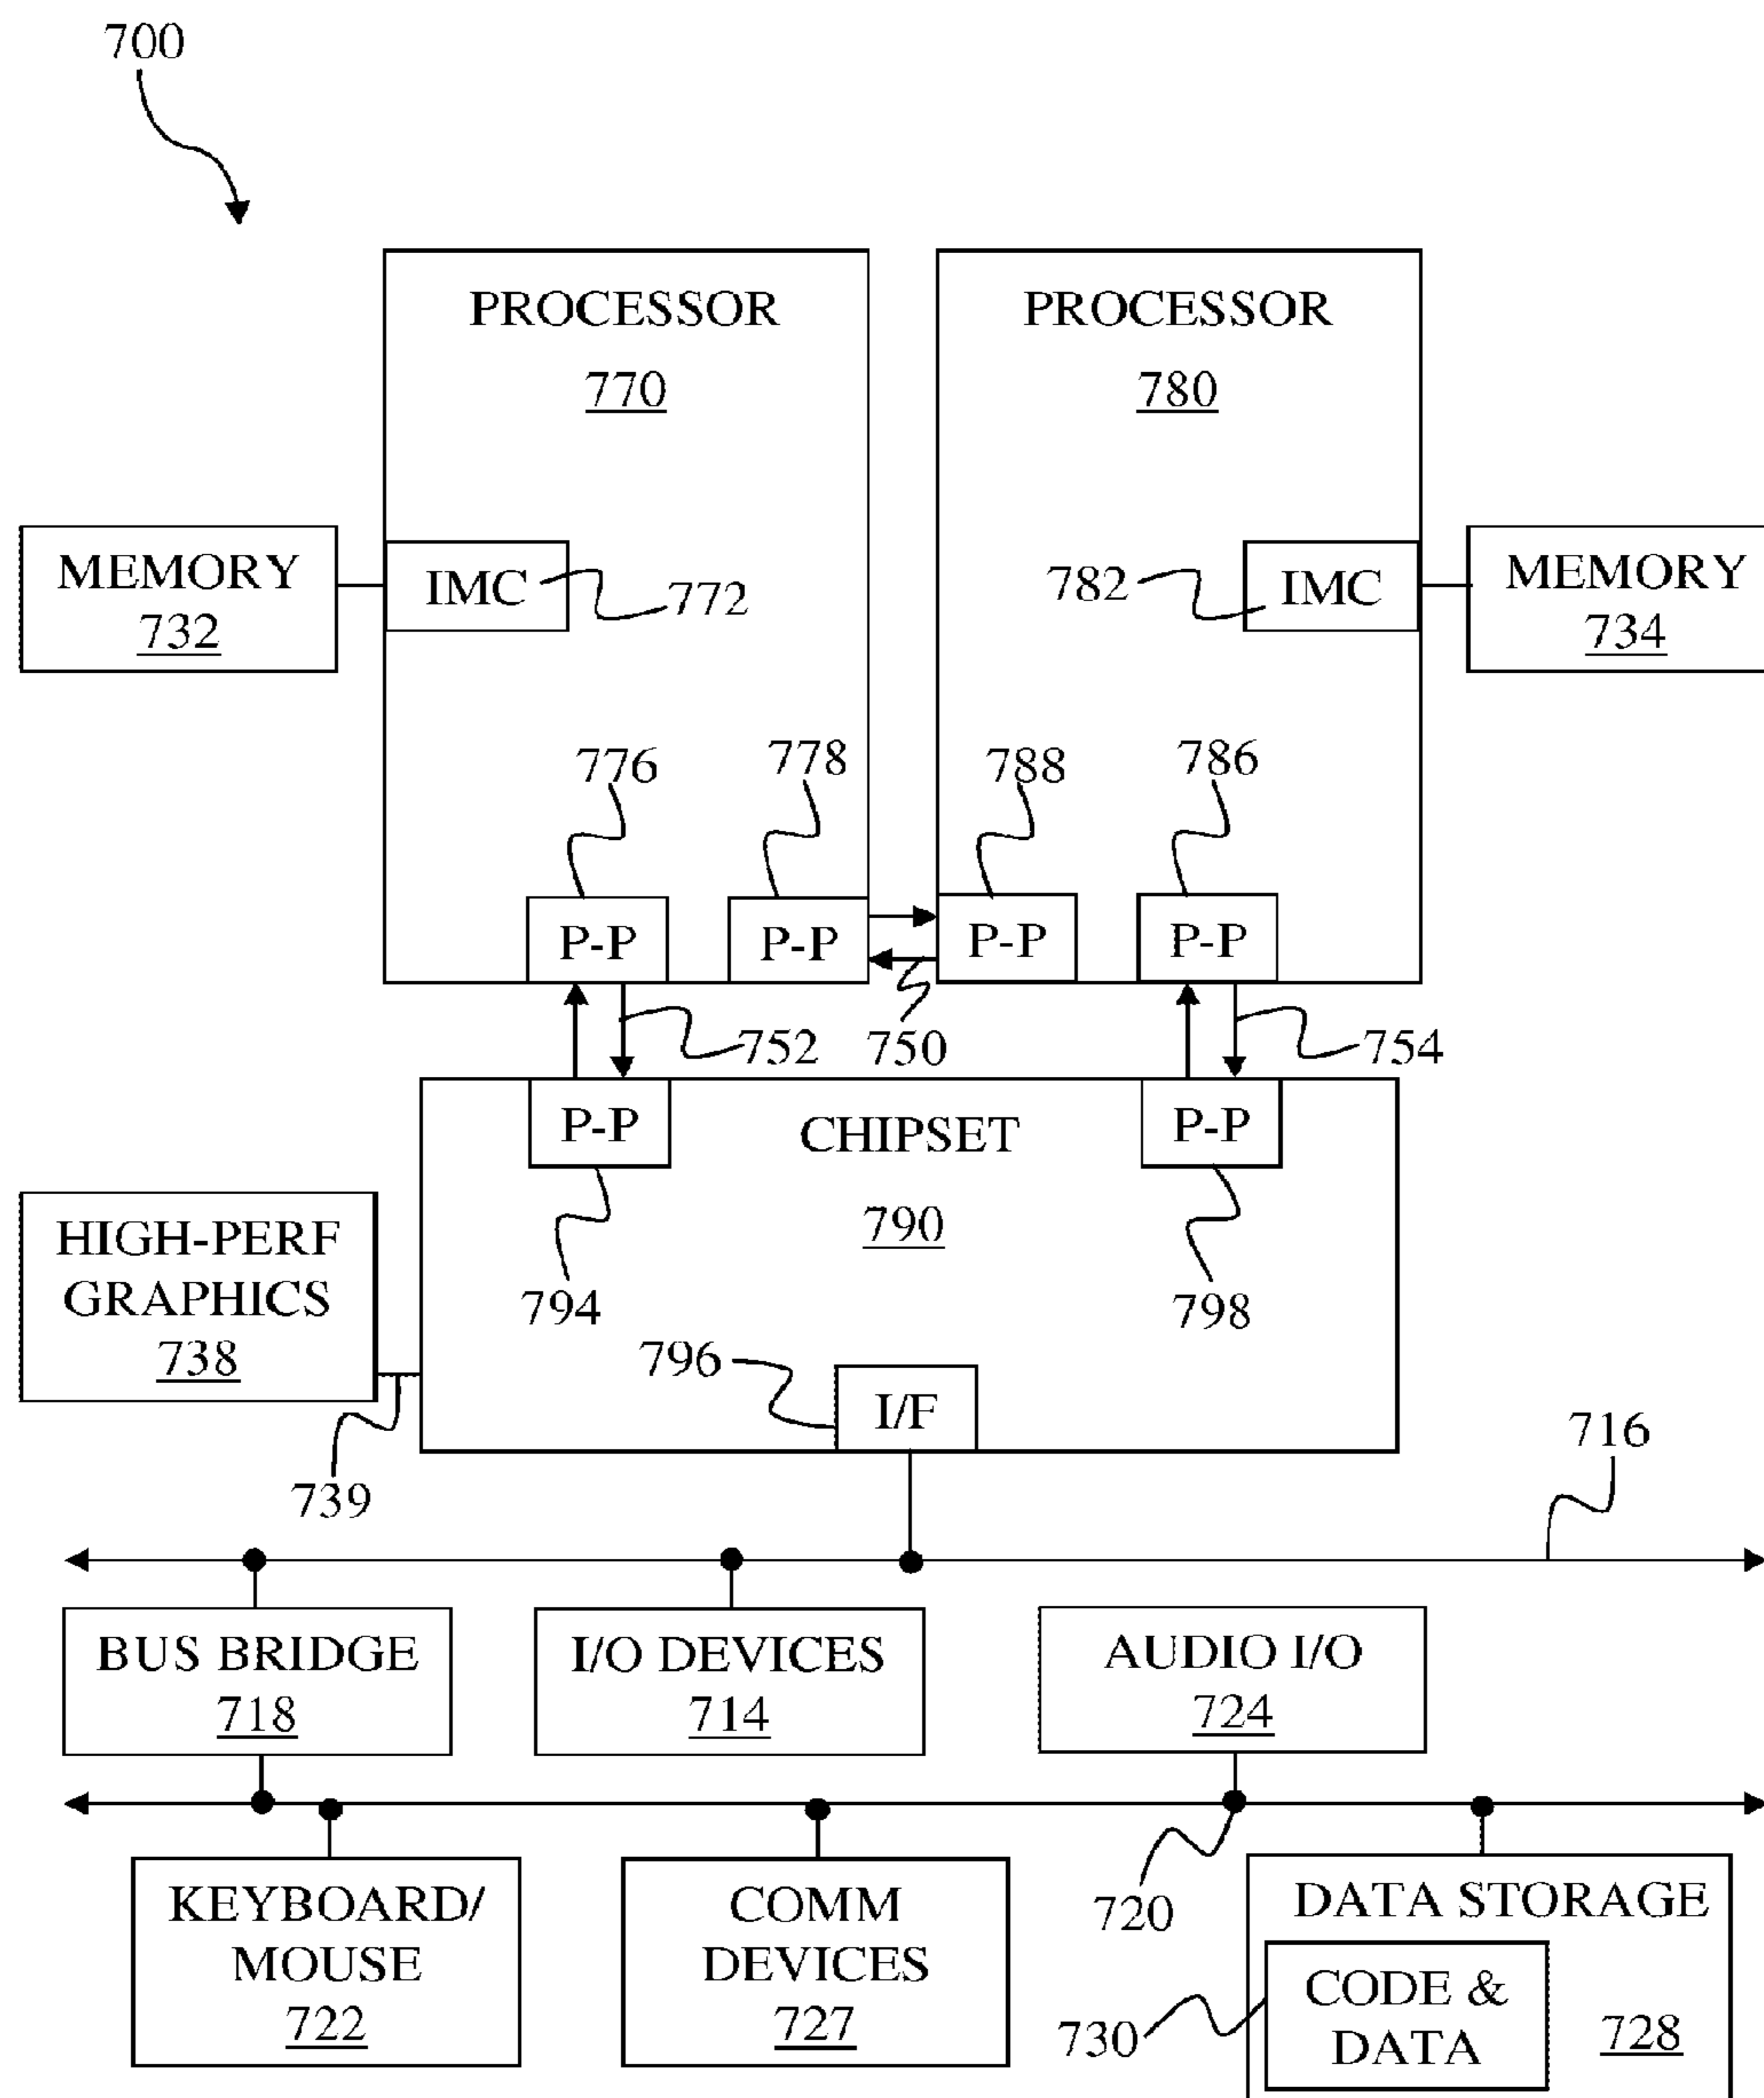 700
PROCESSOR
770
PROCESSOR
780
MEMORY
732
IMC
772
782
IMC
MEMORY
734
776
778
788
786
P-P
P-P
P-P
P-P
752
750
754
P-P
CHIPSET
P-P
790
HIGH-PERF
GRAPHICS
738
794
798
796
I/F
739
716
BUS BRIDGE
718
I/O DEVICES
714
AUDIO I/O
724
KEYBOARD/
MOUSE
722
COMM
DEVICES
727
720
DATA STORAGE
CODE &
DATA
730
728